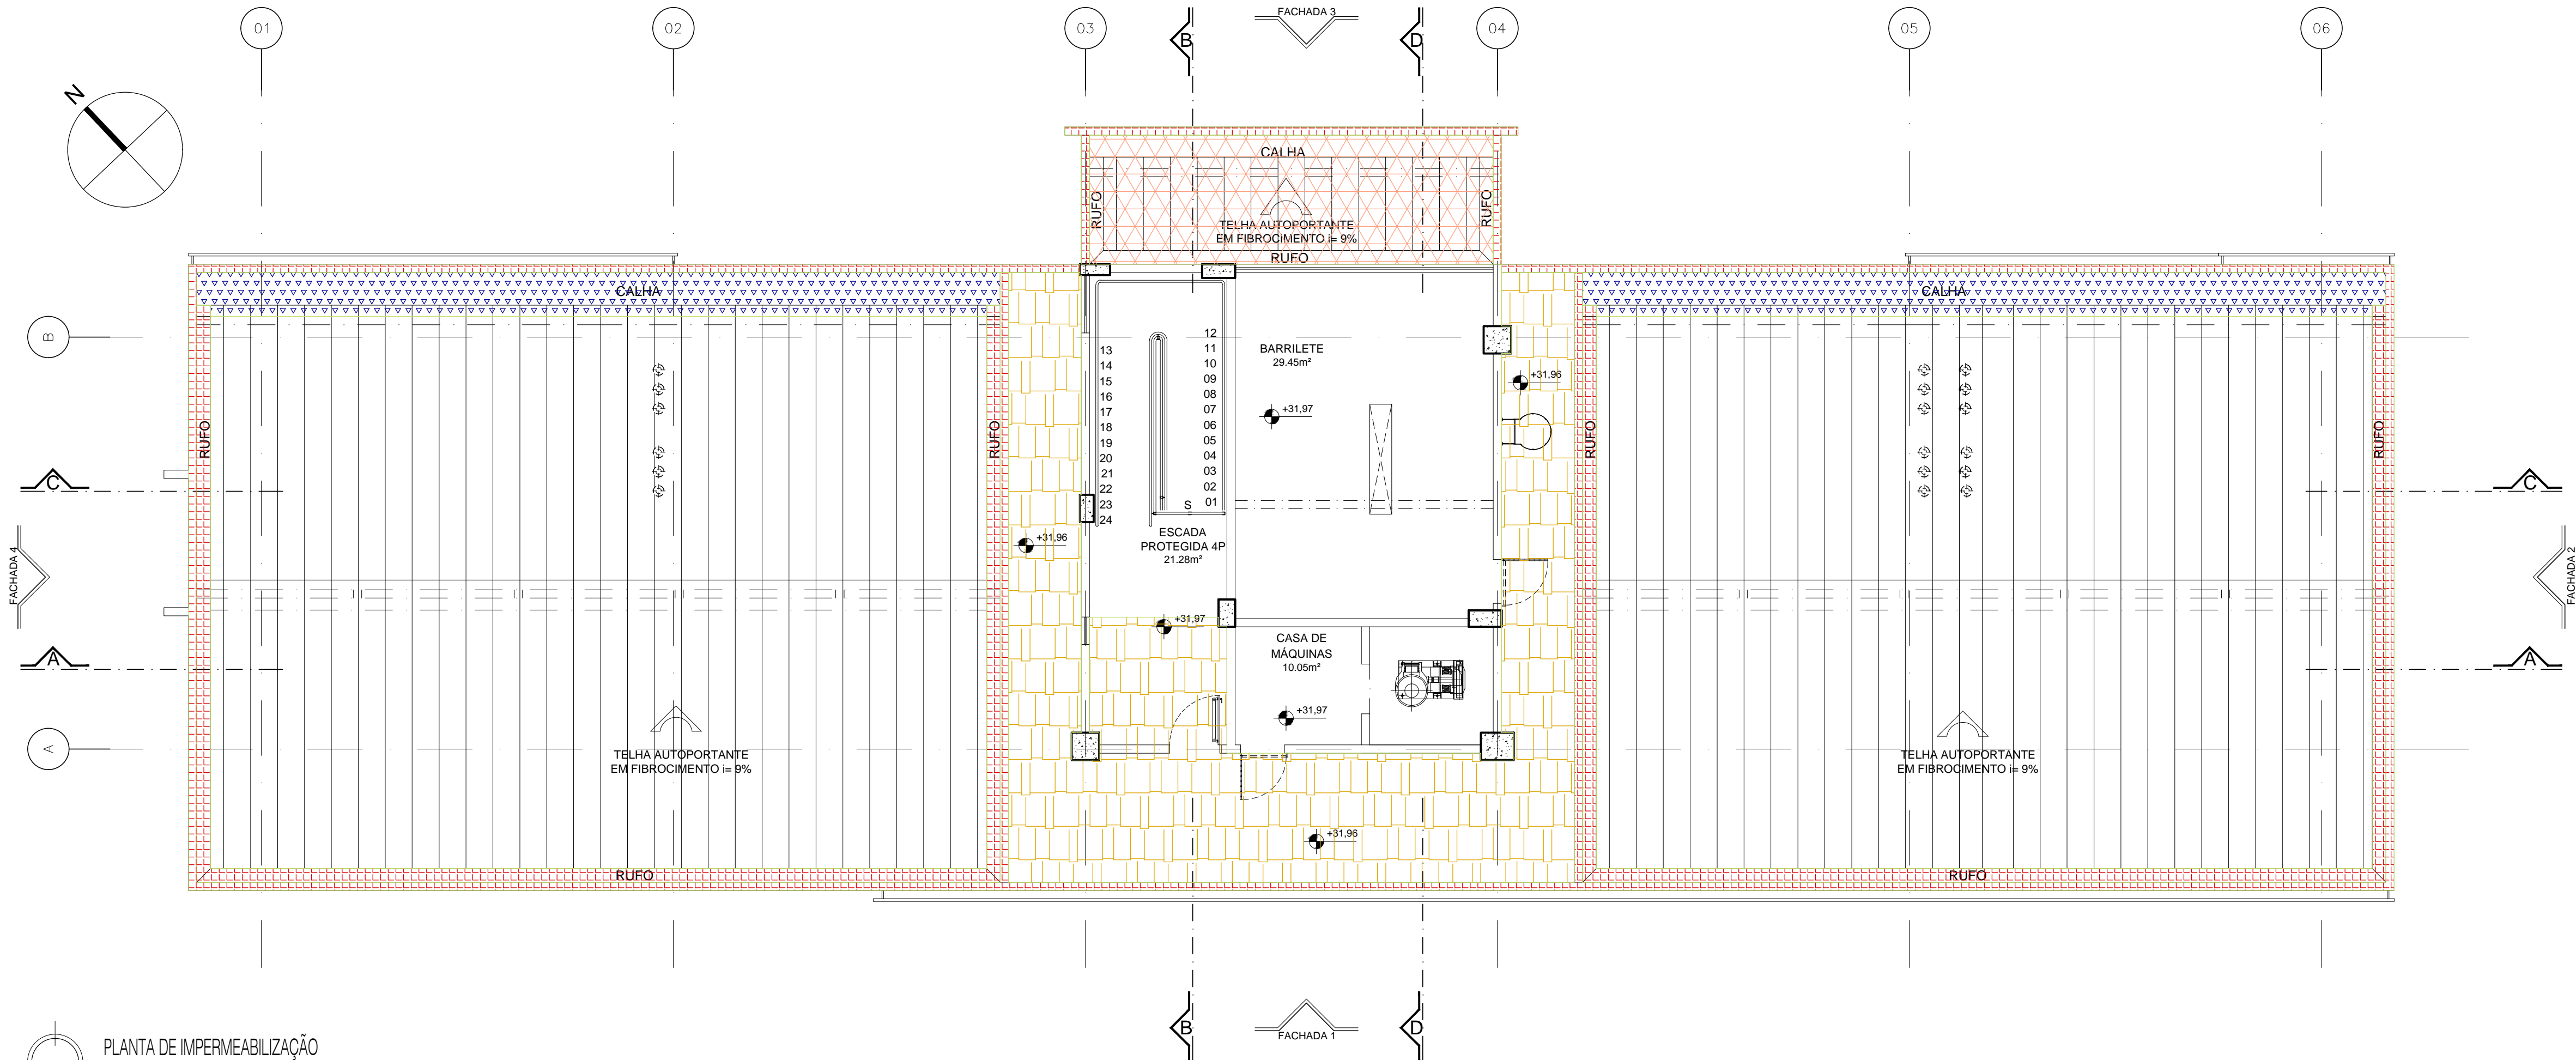 01
02
03
04
05
06
B
FACHADA 3
D
N
CALHA
RUFO
RUFO
TELHA AUTOPORTANTE
EM FIBROCIMENTO i= 9%
RUFO
CALHA
CALHA
B
12
11
10
09
08
07
06
05
04
03
02
01
S
13
14
15
16
17
18
19
20
21
22
23
24
BARRILETE
29.45m²
+31,96
+31,97
RUFO
RUFO
RUFO
RUFO
C
C
ESCADA
PROTEGIDA 4P
21.28m²
+31,96
FACHADA 4
FACHADA 2
+31,97
CASA DE
MÁQUINAS
10.05m²
A
A
+31,97
A
TELHA AUTOPORTANTE
EM FIBROCIMENTO i= 9%
TELHA AUTOPORTANTE
EM FIBROCIMENTO i= 9%
+31,96
RUFO
RUFO
B
FACHADA 1
D
PLANTA DE IMPERMEABILIZAÇÃO